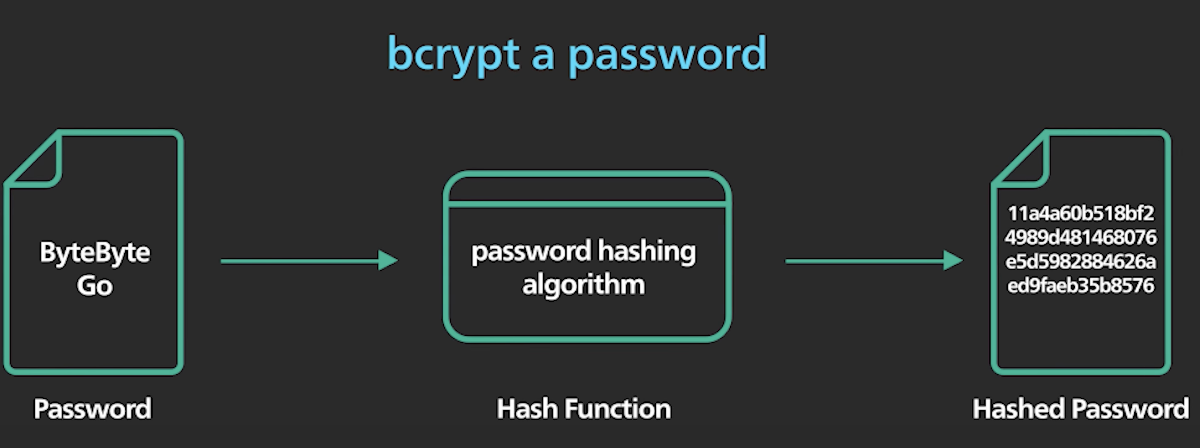 bcrypt a password
ByteByte
Go
password hashing
algorithm
11a4a60b518bf2
4989d481468076
e5d5982884626a
ed9faeb35b8576
Password
Hash Function
Hashed Password